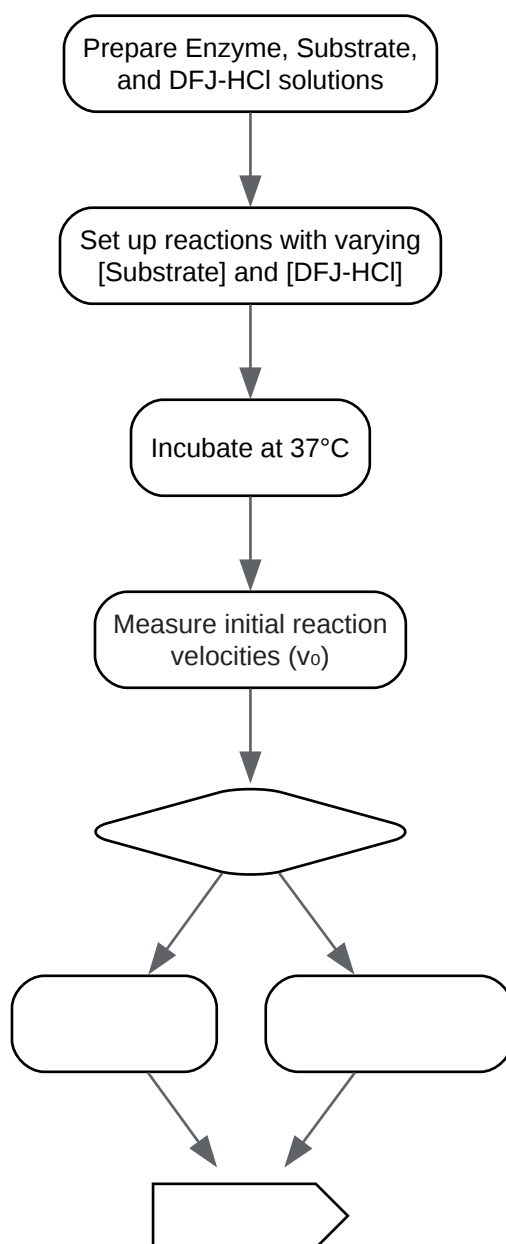 Prepare Enzyme, Substrate,
and DFJ-HCl solutions
Set up reactions with varying
[Substrate] and [DFJ-HCl]
Incubate at 37°C
Measure initial reaction
velocities (v₀)